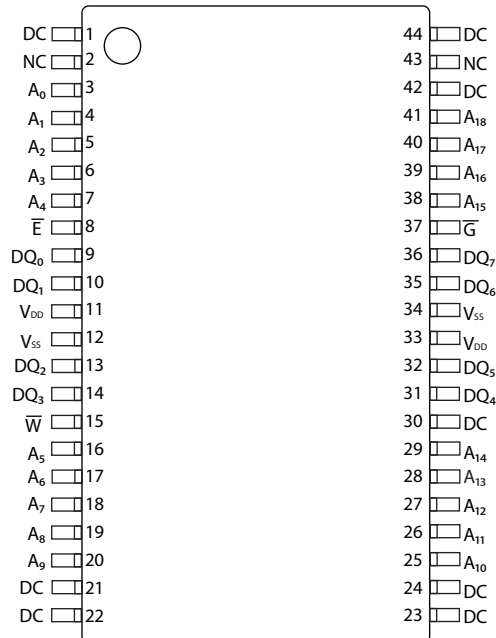 DC 1 44 DC
NC 2 43 NC
A₀ 3 42 DC
A₁ 4 41 A₁₈
A₂ 5 40 A₁₇
A₃ 6 39 A₁₆
A₄ 7 38 A₁₅
E̅ 8 37 G̅
DQ₀ 9 36 DQ₇
DQ₁ 10 35 DQ₆
VDD 11 34 VSS
VSS 12 33 VDD
DQ₂ 13 32 DQ₅
DQ₃ 14 31 DQ₄
W̅ 15 30 DC
A₅ 16 29 A₁₄
A₆ 17 28 A₁₃
A₇ 18 27 A₁₂
A₈ 19 26 A₁₁
A₉ 20 25 A₁₀
DC 21 24 DC
DC 22 23 DC